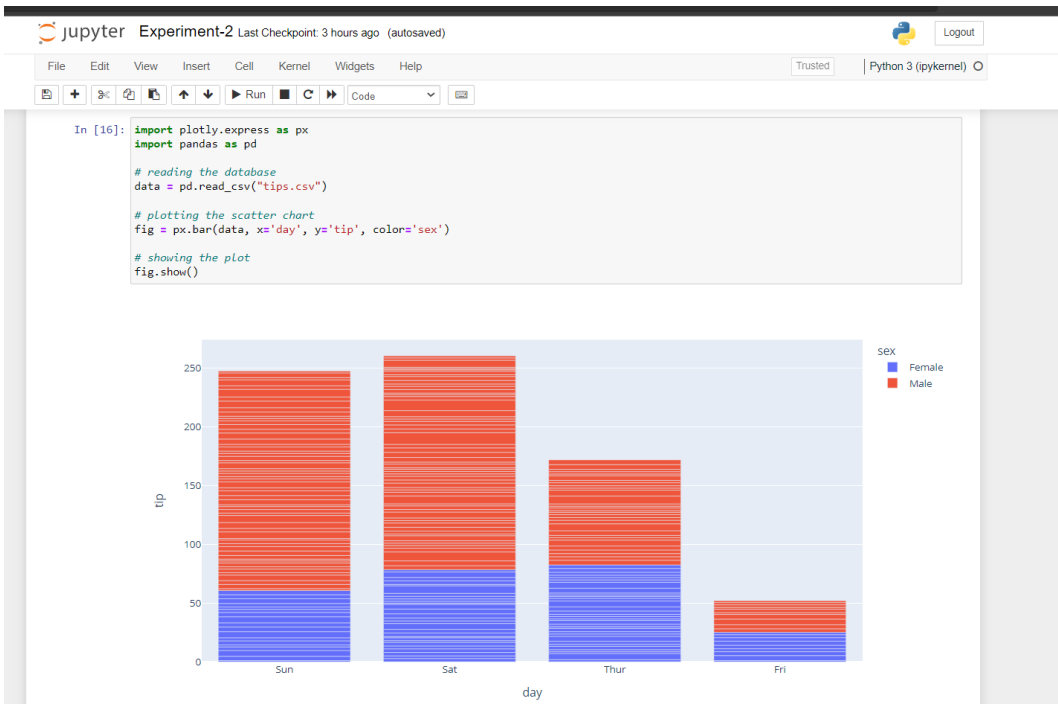 jupyter Experiment-2 Last Checkpoint: 3 hours ago (autosaved) Logout
File Edit View Insert Cell Kernel Widgets Help Trusted Python 3 (ipykernel)
Run Code
In [16]: import plotly.express as px
import pandas as pd
# reading the database
data = pd.read_csv("tips.csv")
# plotting the scatter chart
fig = px.bar(data, x='day', y='tip', color='sex')
# showing the plot
fig.show()
sex
Female
Male
250
200
150
100
50
0
tip
Sun Sat Thur Fri
day